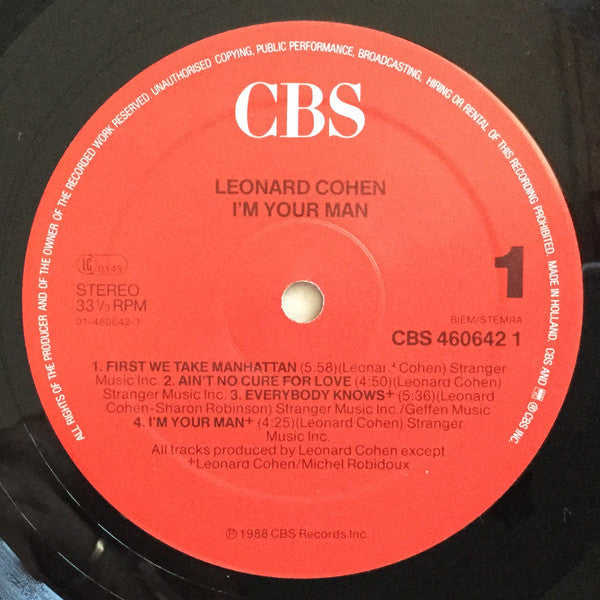 ALL RIGHTS OF THE PRODUCER AND OF THE OWNER OF THE RECORDED WORK RESERVED. UNAUTHORISED COPYING, PUBLIC PERFORMANCE, BROADCASTING, HIRING OR RENTAL OF THIS RECORDING PROHIBITED. MADE IN HOLLAND. CBS AND ℗ © CBS INC.
CBS
LEONARD COHEN
I'M YOUR MAN
LC 0149
STEREO
33⅓ RPM
01-460642-1
1
BIEM/STEMRA
CBS 460642 1
1. FIRST WE TAKE MANHATTAN (5:58)(Leonard Cohen) Stranger
Music Inc. 2. AIN'T NO CURE FOR LOVE (4:50)(Leonard Cohen)
Stranger Music Inc. 3. EVERYBODY KNOWS+ (5:36)(Leonard
Cohen-Sharon Robinson) Stranger Music Inc./Geffen Music
4. I'M YOUR MAN+ (4:25)(Leonard Cohen) Stranger
Music Inc.
All tracks produced by Leonard Cohen except
+Leonard Cohen/Michel Robidoux
℗ 1988 CBS Records Inc.